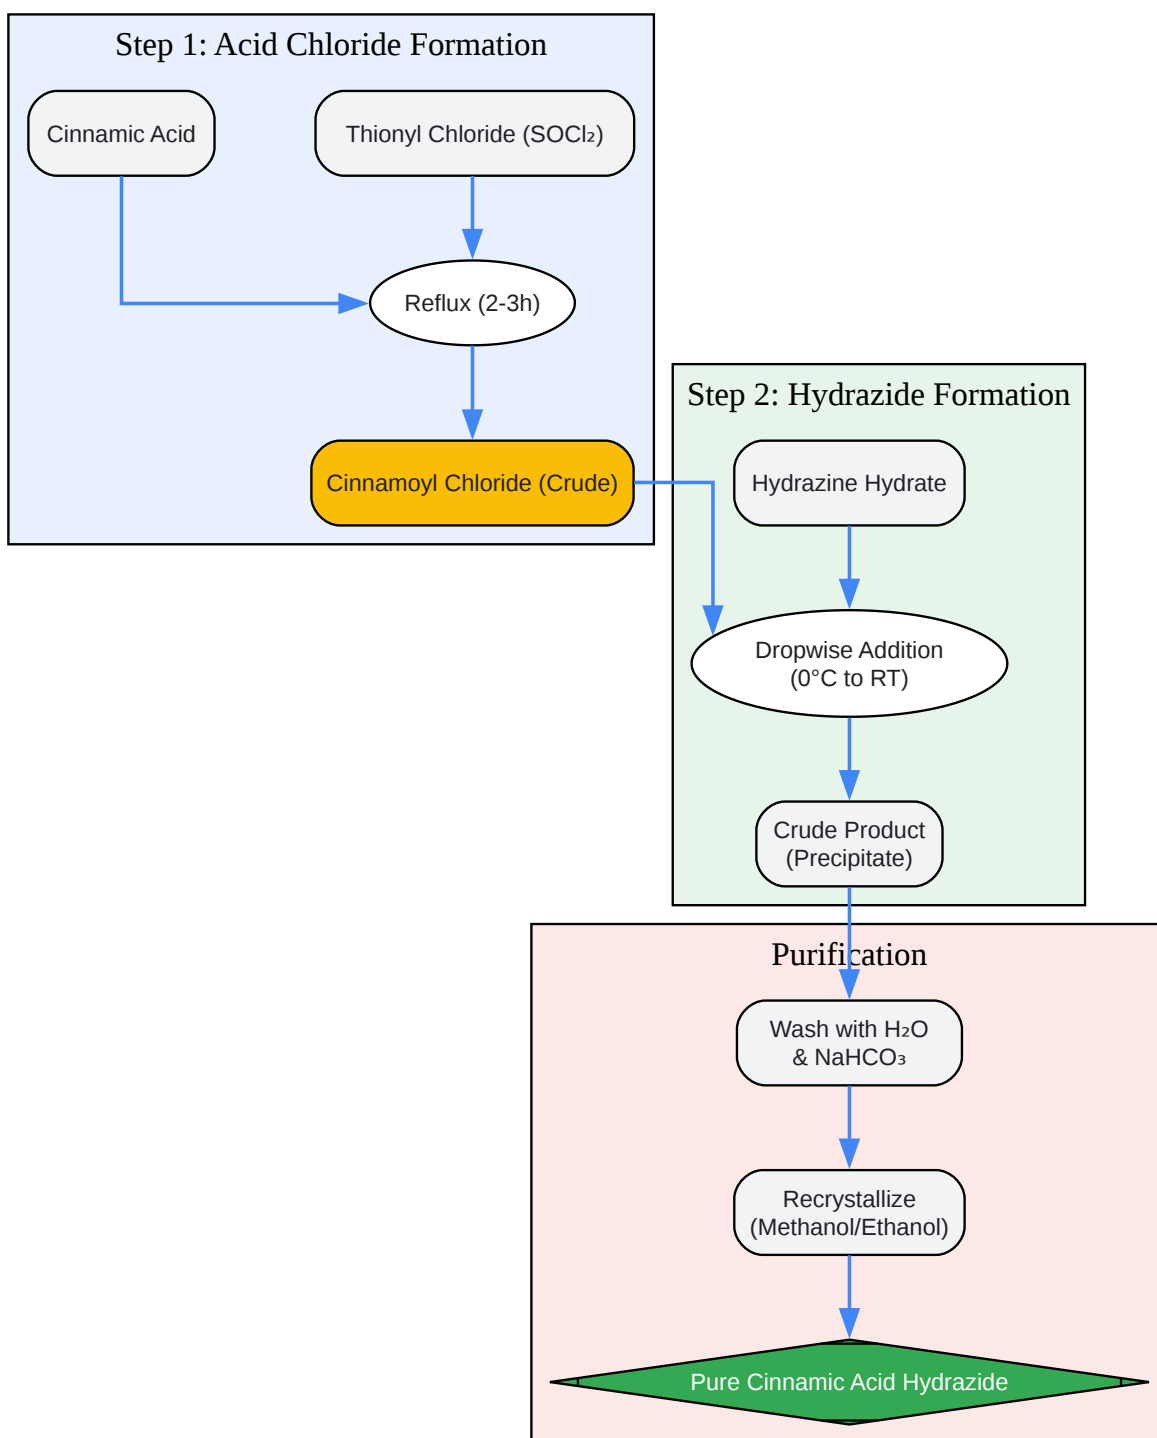 Step 1: Acid Chloride Formation
Cinnamic Acid
Thionyl Chloride (SOCl₂)
Reflux (2-3h)
Cinnamoyl Chloride (Crude)
Step 2: Hydrazide Formation
Hydrazine Hydrate
Dropwise Addition
(0°C to RT)
Crude Product
(Precipitate)
Purification
Wash with H₂O
& NaHCO₃
Recrystallize
(Methanol/Ethanol)
Pure Cinnamic Acid Hydrazide